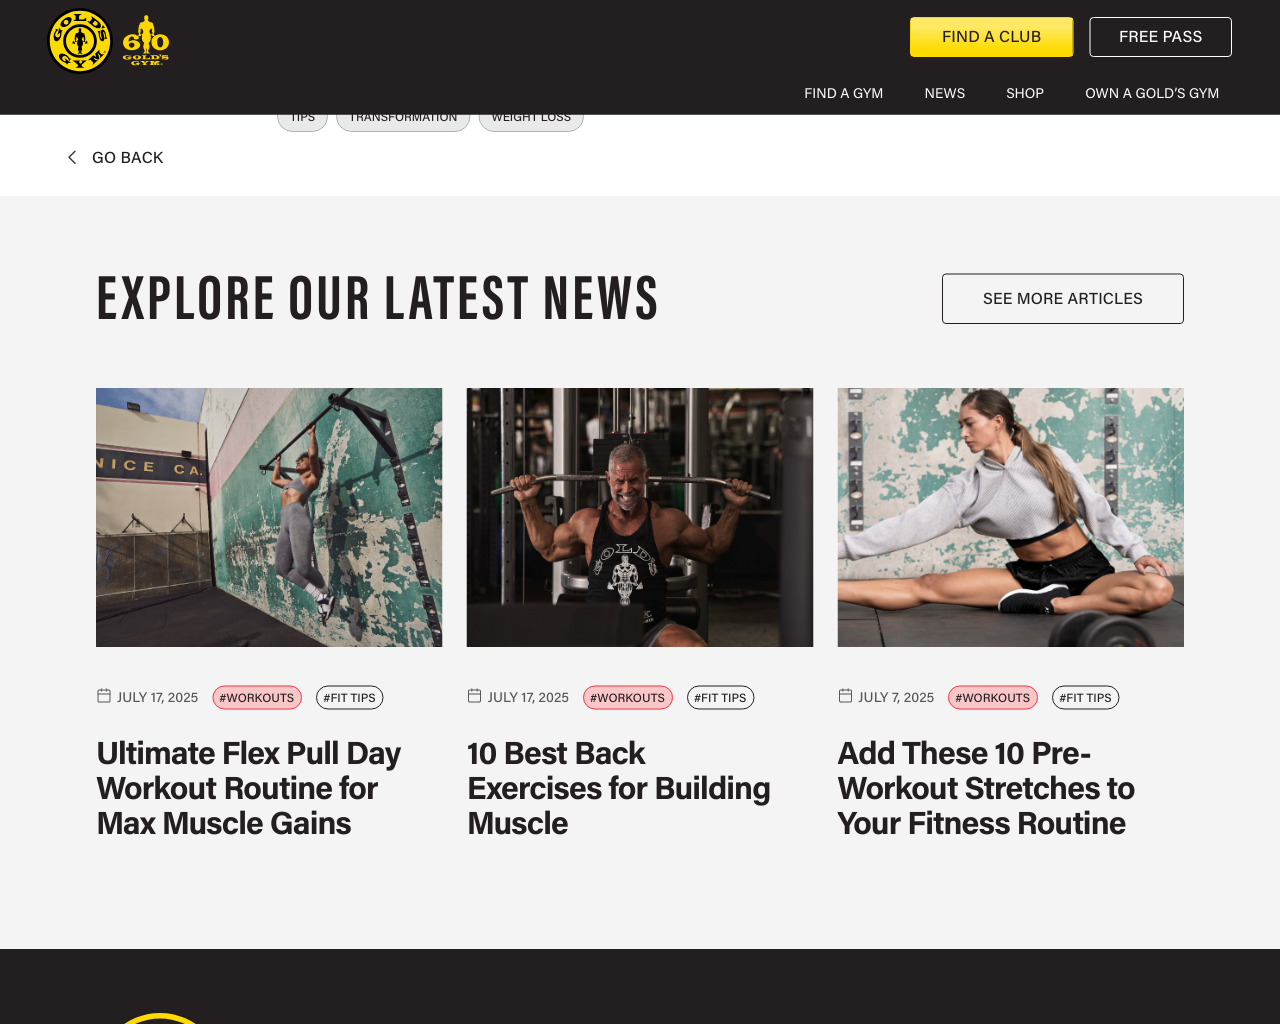 GOLD'S GYM
60
GOLD'S
GYM
FIND A CLUB
FREE PASS
FIND A GYM
NEWS
SHOP
OWN A GOLD'S GYM
TIPS
TRANSFORMATION
WEIGHT LOSS
GO BACK
EXPLORE OUR LATEST NEWS
SEE MORE ARTICLES
NICE CA.
GOLD'S
JULY 17, 2025 #WORKOUTS #FIT TIPS
Ultimate Flex Pull Day
Workout Routine for
Max Muscle Gains
JULY 17, 2025 #WORKOUTS #FIT TIPS
10 Best Back
Exercises for Building
Muscle
JULY 7, 2025 #WORKOUTS #FIT TIPS
Add These 10 Pre-
Workout Stretches to
Your Fitness Routine